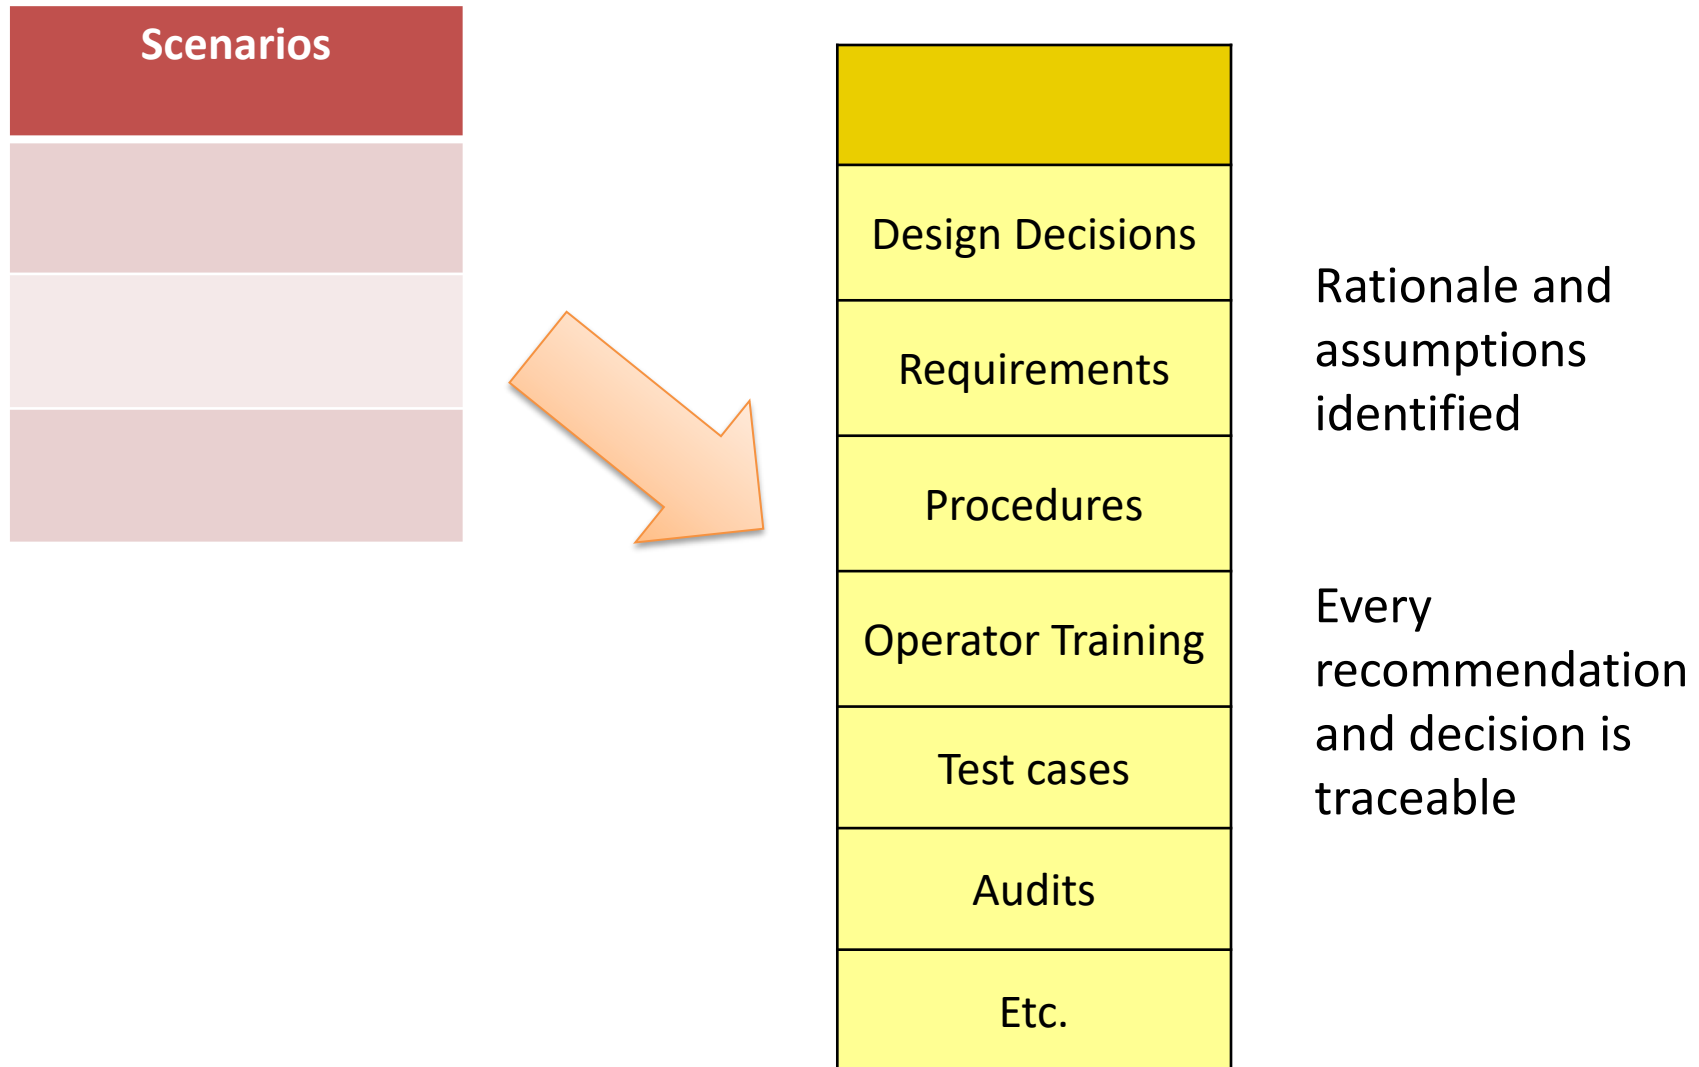 Scenarios
Design Decisions
Requirements
Procedures
Operator Training
Test cases
Audits
Etc.
Rationale and
assumptions
identified
Every
recommendation
and decision is
traceable